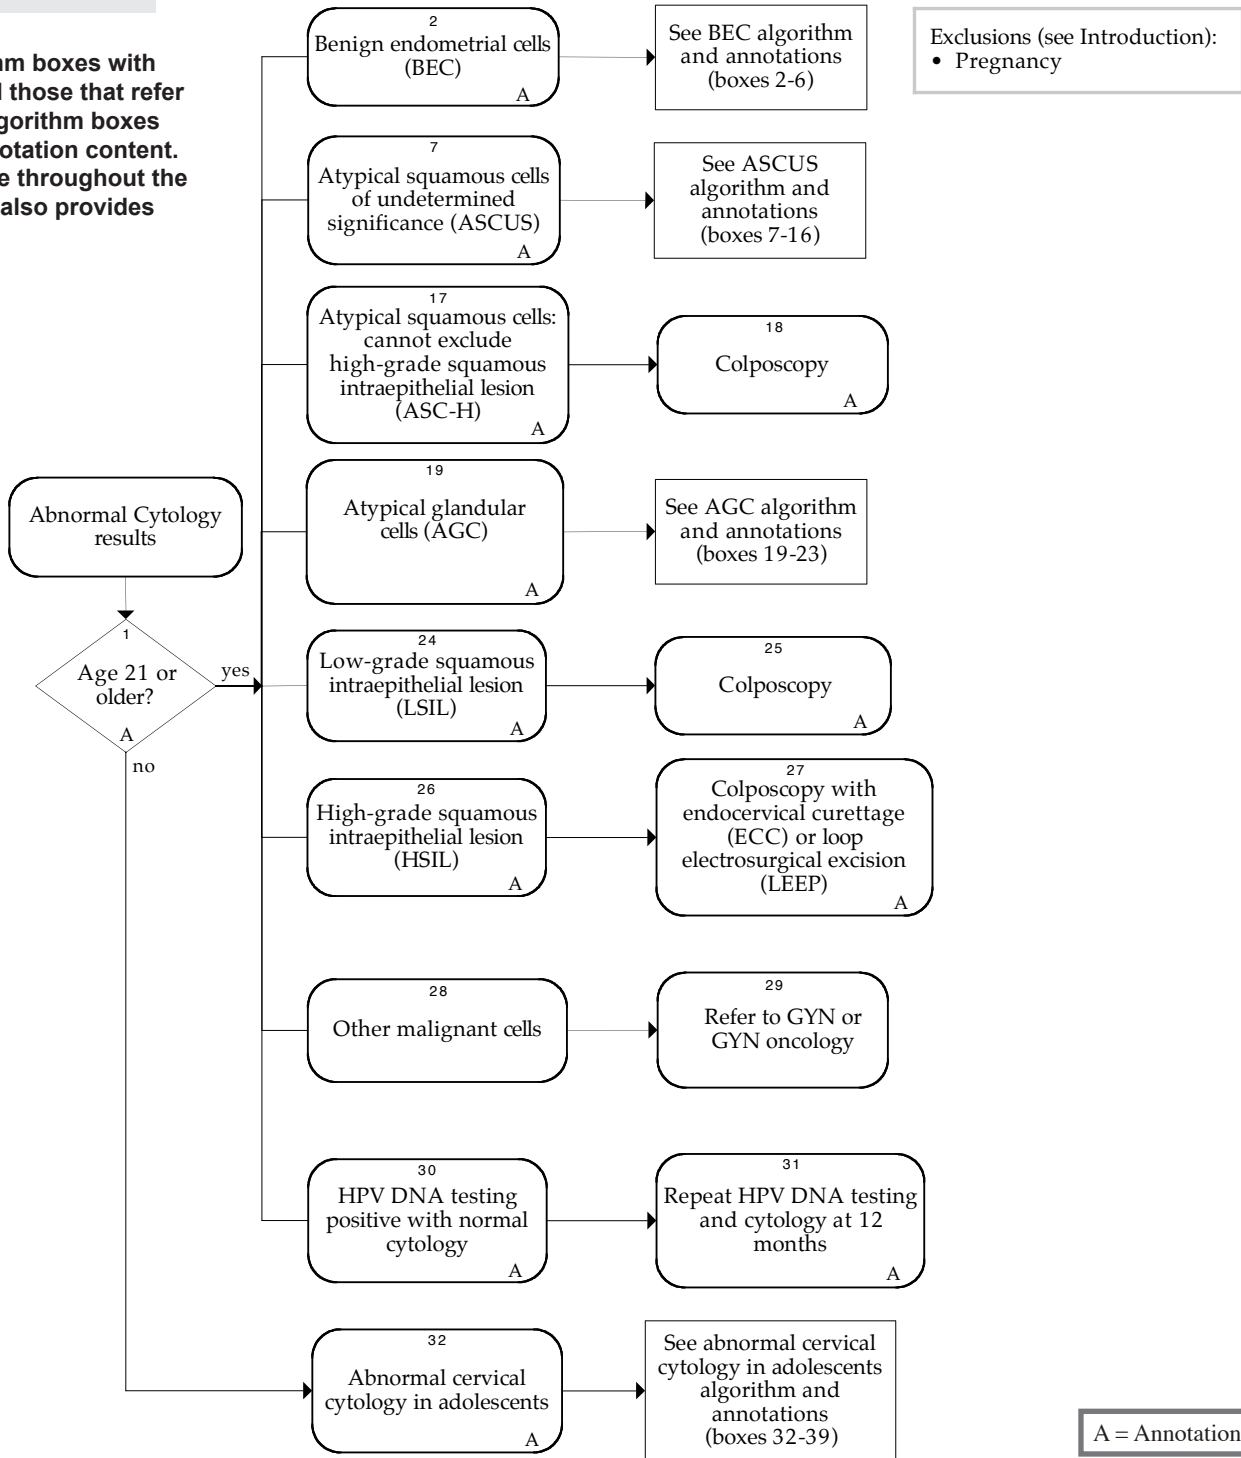 m boxes with
those that refer
gorithm boxes
otation content.
e throughout the
also provides
2
Benign endometrial cells
(BEC)
A
See BEC algorithm
and annotations
(boxes 2-6)
Exclusions (see Introduction):
• Pregnancy
7
Atypical squamous cells
of undetermined
significance (ASCUS)
A
See ASCUS
algorithm and
annotations
(boxes 7-16)
17
Atypical squamous cells:
cannot exclude
high-grade squamous
intraepithelial lesion
(ASC-H)
A
18
Colposcopy
A
19
Atypical glandular
cells (AGC)
A
See AGC algorithm
and annotations
(boxes 19-23)
Abnormal Cytology
results
1
Age 21 or
older?
A
yes
no
24
Low-grade squamous
intraepithelial lesion
(LSIL)
A
25
Colposcopy
A
26
High-grade squamous
intraepithelial lesion
(HSIL)
A
27
Colposcopy with
endocervical curettage
(ECC) or loop
electrosurgical excision
(LEEP)
A
28
Other malignant cells
29
Refer to GYN or
GYN oncology
30
HPV DNA testing
positive with normal
cytology
A
31
Repeat HPV DNA testing
and cytology at 12
months
A
32
Abnormal cervical
cytology in adolescents
A
See abnormal cervical
cytology in adolescents
algorithm and
annotations
(boxes 32-39)
A = Annotation